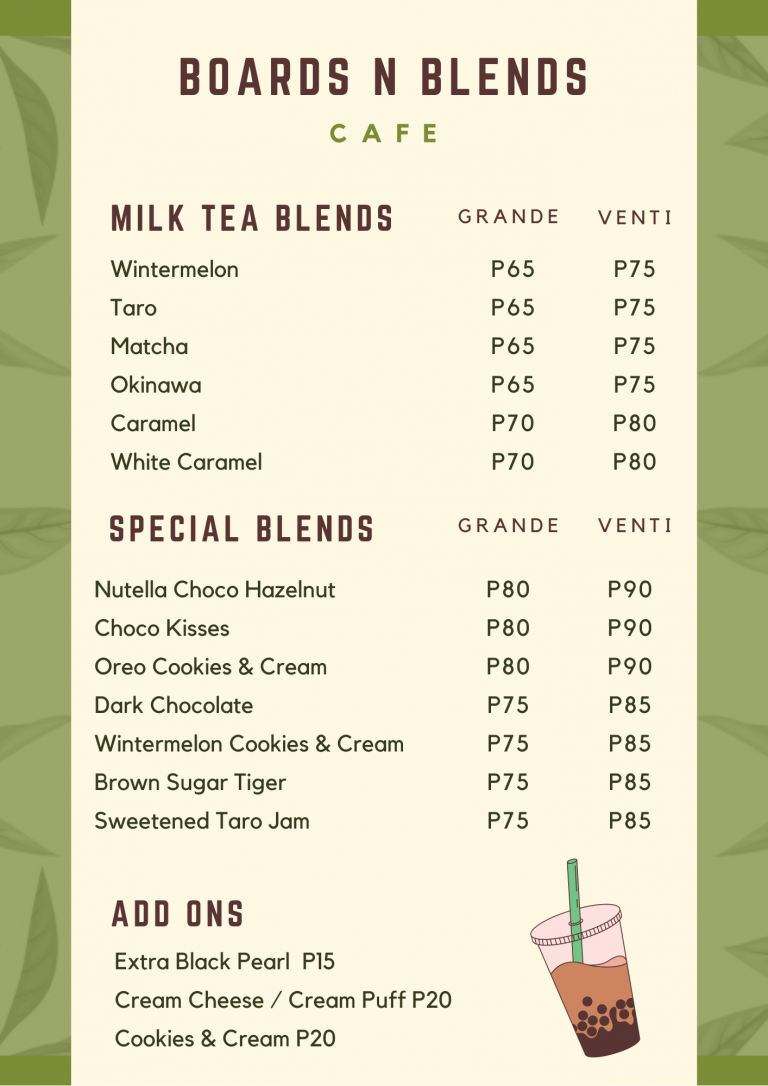 BOARDS N BLENDS
CAFE
MILK TEA BLENDS GRANDE VENTI
Wintermelon P65 P75
Taro P65 P75
Matcha P65 P75
Okinawa P65 P75
Caramel P70 P80
White Caramel P70 P80
SPECIAL BLENDS GRANDE VENTI
Nutella Choco Hazelnut P80 P90
Choco Kisses P80 P90
Oreo Cookies & Cream P80 P90
Dark Chocolate P75 P85
Wintermelon Cookies & Cream P75 P85
Brown Sugar Tiger P75 P85
Sweetened Taro Jam P75 P85
ADD ONS
Extra Black Pearl P15
Cream Cheese / Cream Puff P20
Cookies & Cream P20